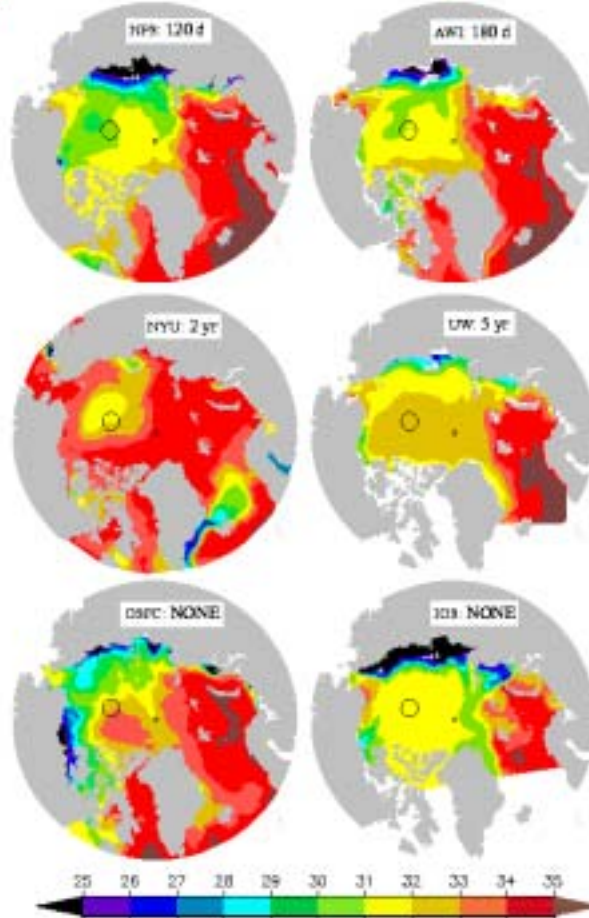 NPS: 120 d
AWI: 180 d
NYU: 2 yr
UW: 5 yr
GSFC: NONE
IOS: NONE
25 26 27 28 29 30 31 32 33 34 35